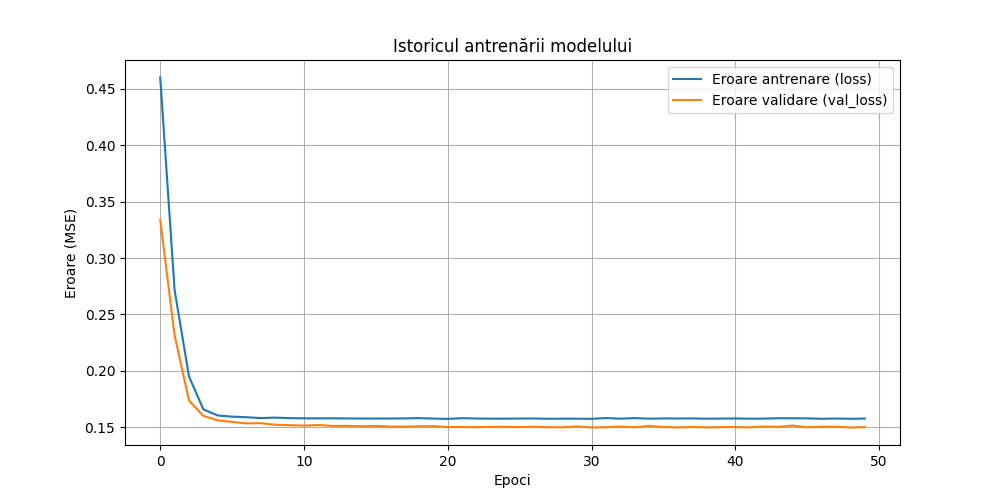 Istoricul antrenării modelului
Eroare antrenare (loss)
Eroare validare (val_loss)
Eroare (MSE)
0.45
0.40
0.35
0.30
0.25
0.20
0.15
0
10
20
30
40
50
Epoci